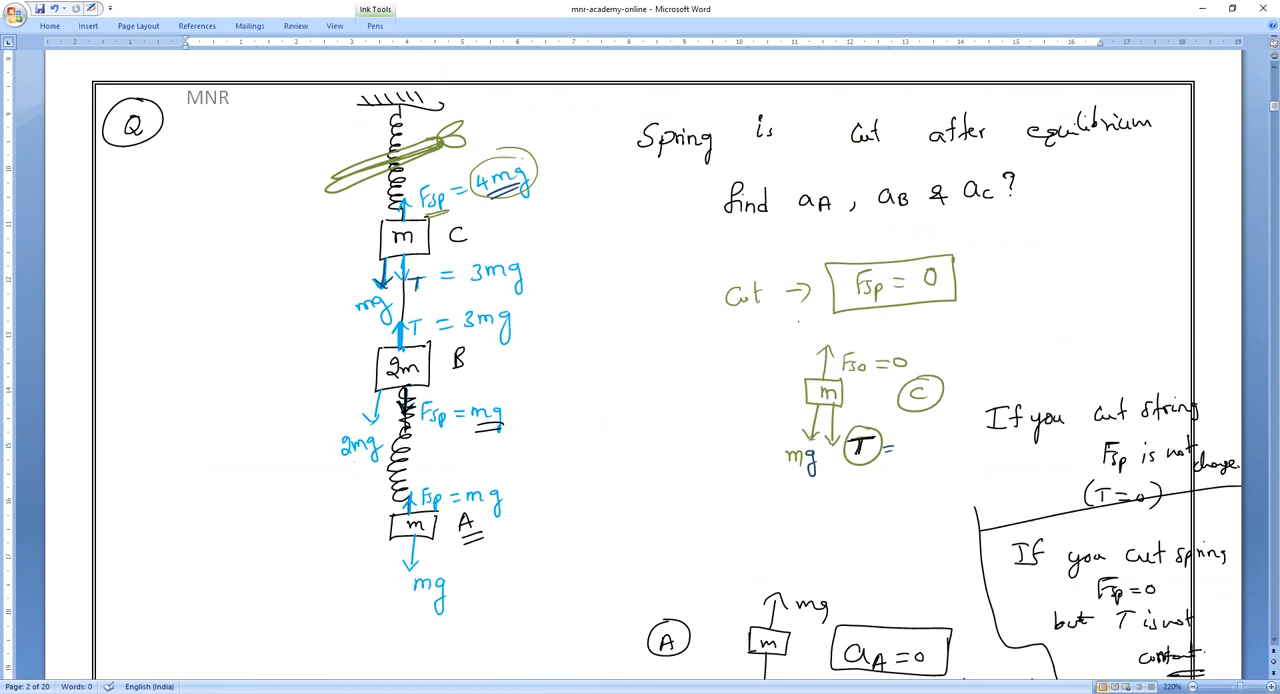 Ink Tools
mnr-academy-online - Microsoft Word
Home Insert Page Layout References Mailings Review View Pens
MNR
Q
Spring is cut after equilibrium
find aA, aB & aC?
Fsp = 4mg
m C
T = 3mg
mg
T = 3mg
2m B
Fsp = mg
2mg
Fsp = mg
m A
mg
Cut → Fsp = 0
Fso = 0
m C
mg T =
If you cut string
Fsp is not change.
(T = 0)
If you cut spring
Fsp = 0
but T is not
constant.
A
mg
m
aA = 0
Page: 2 of 20 Words: 0 English (India) 220%